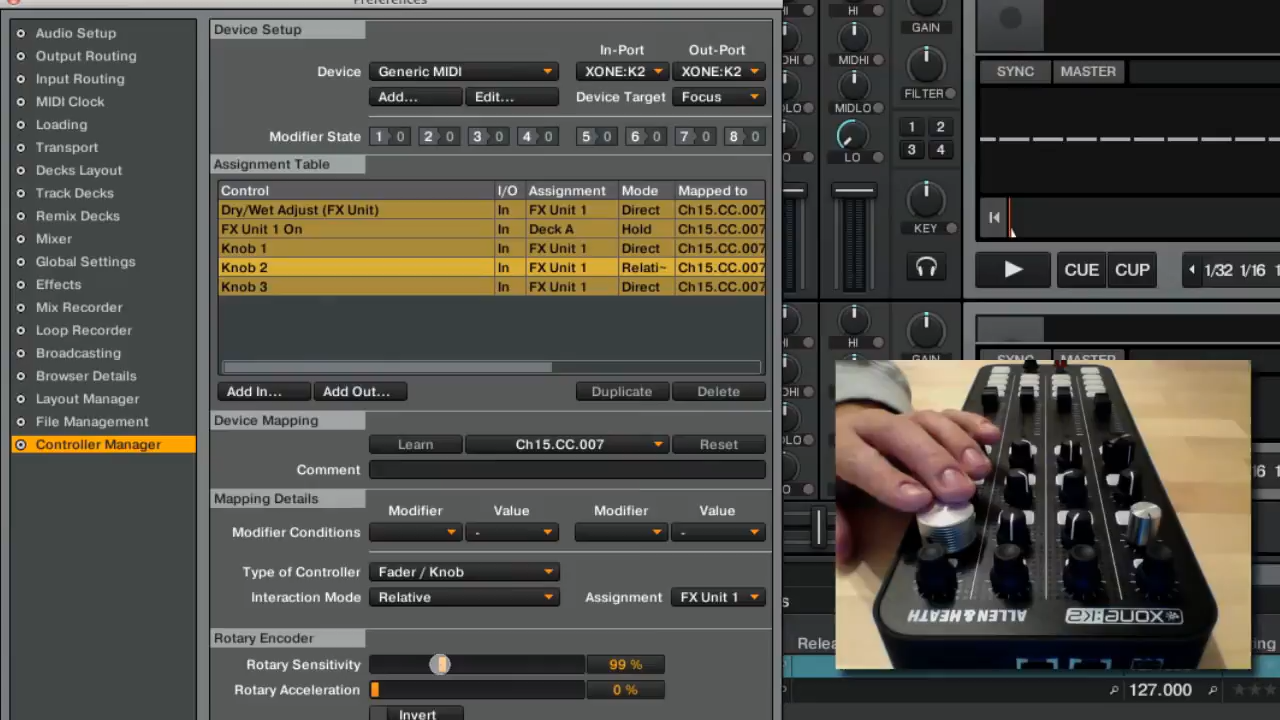 Preferences
Audio Setup
Output Routing
Input Routing
MIDI Clock
Loading
Transport
Decks Layout
Track Decks
Remix Decks
Mixer
Global Settings
Effects
Mix Recorder
Loop Recorder
Broadcasting
Browser Details
Layout Manager
File Management
Controller Manager
Device Setup
In-Port Out-Port
Device Generic MIDI XONE:K2 XONE:K2
Add... Edit... Device Target Focus
Modifier State 1 0 2 0 3 0 4 0 5 0 6 0 7 0 8 0
Assignment Table
Control I/O Assignment Mode Mapped to
Dry/Wet Adjust (FX Unit) In FX Unit 1 Direct Ch15.CC.007
FX Unit 1 On In Deck A Hold Ch15.CC.007
Knob 1 In FX Unit 1 Direct Ch15.CC.007
Knob 2 In FX Unit 1 Relati~ Ch15.CC.007
Knob 3 In FX Unit 1 Direct Ch15.CC.007
Add In... Add Out... Duplicate Delete
Device Mapping
Learn Ch15.CC.007 Reset
Comment
Mapping Details
Modifier Value Modifier Value
Modifier Conditions - -
Type of Controller Fader / Knob
Interaction Mode Relative Assignment FX Unit 1
Rotary Encoder
Rotary Sensitivity 99 %
Rotary Acceleration 0 %
Invert
HI
MIDHI
MIDLO
LO
GAIN
FILTER
1 2
3 4
KEY
SYNC MASTER
CUE CUP 1/32 1/16
HI
GAIN
SYNC MASTER
ALLEN&HEATH
XONE:K2
127.000